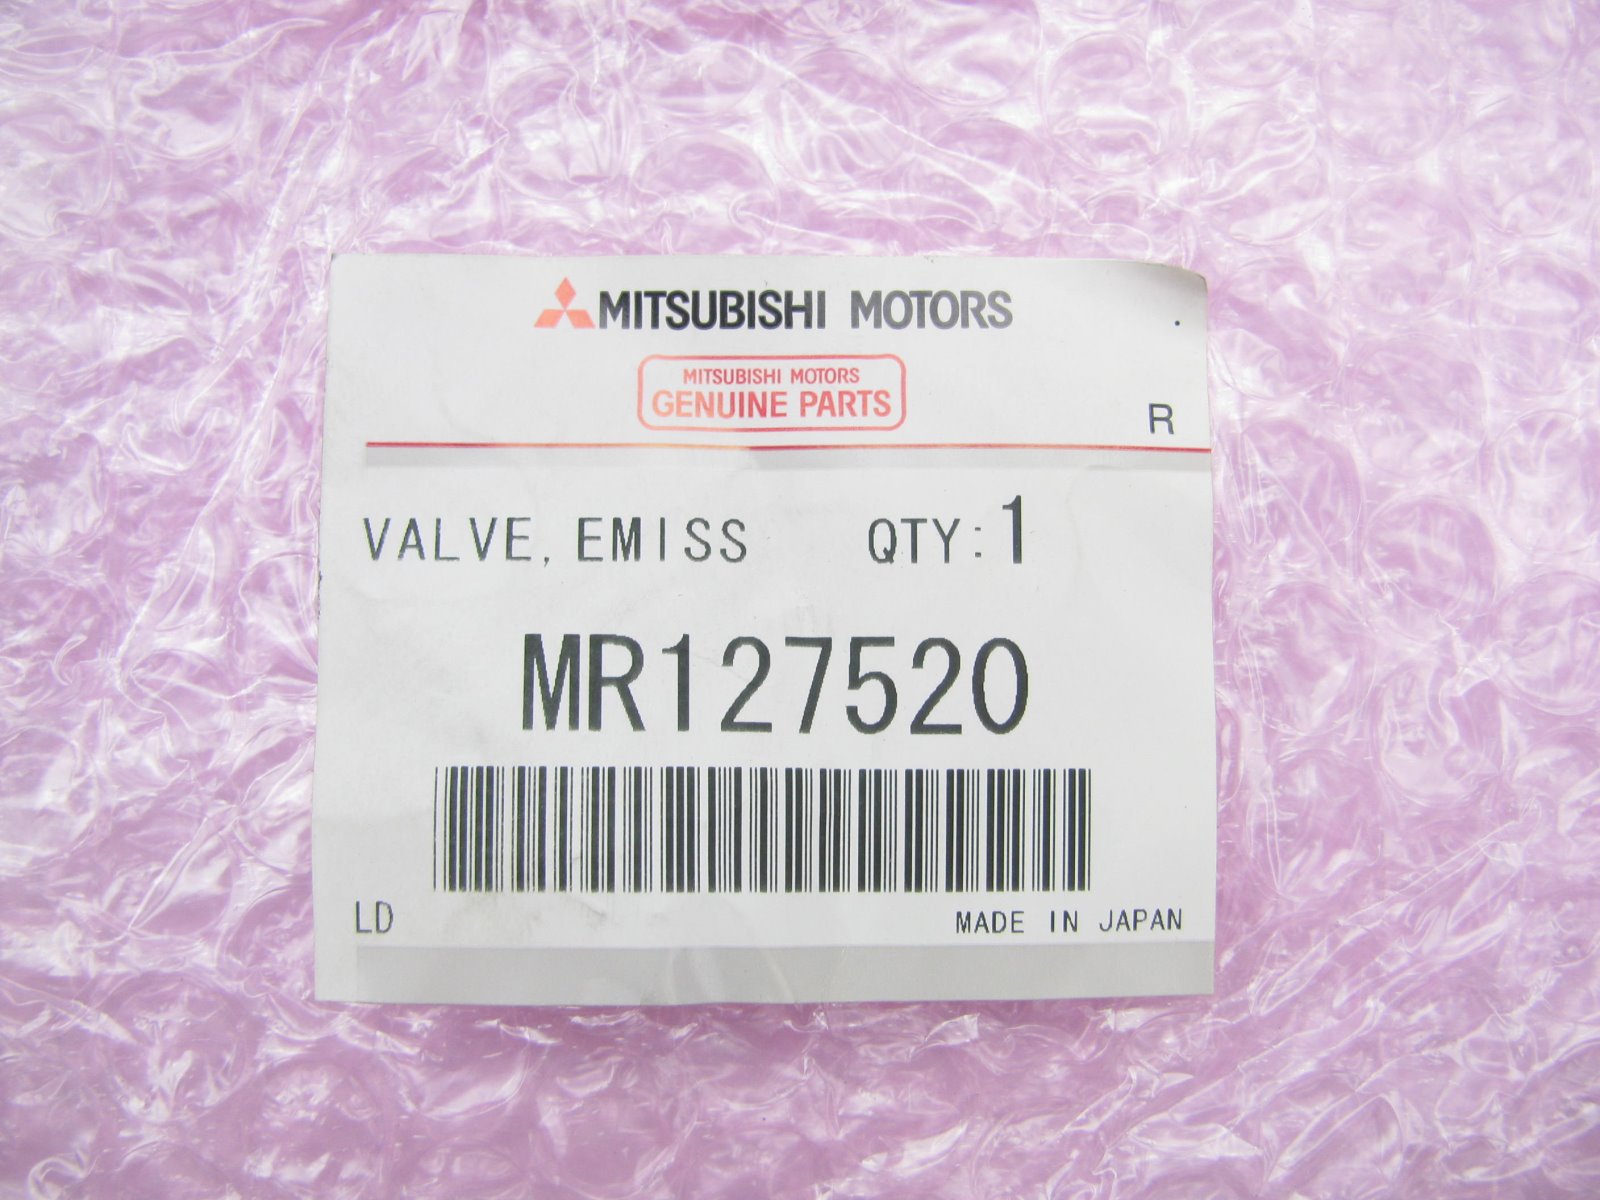 MITSUBISHI MOTORS
MITSUBISHI MOTORS
GENUINE PARTS
R
VALVE, EMISS QTY:1
MR127520
LD MADE IN JAPAN